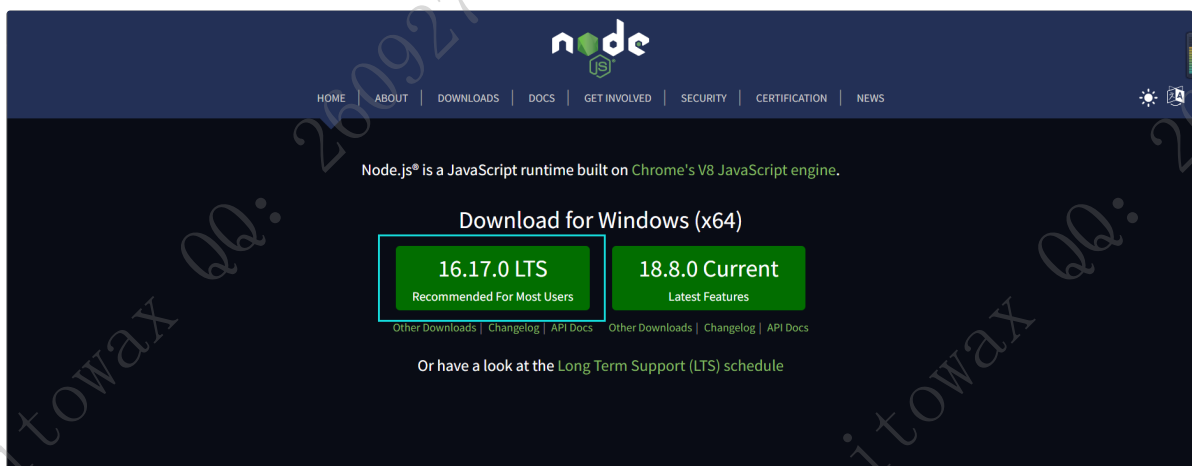 node
JS
HOME | ABOUT | DOWNLOADS | DOCS | GET INVOLVED | SECURITY | CERTIFICATION | NEWS
Node.js® is a JavaScript runtime built on Chrome's V8 JavaScript engine.
Download for Windows (x64)
16.17.0 LTS
Recommended For Most Users
18.8.0 Current
Latest Features
Other Downloads | Changelog | API Docs
Other Downloads | Changelog | API Docs
Or have a look at the Long Term Support (LTS) schedule
QQ:
QQ:
itowax